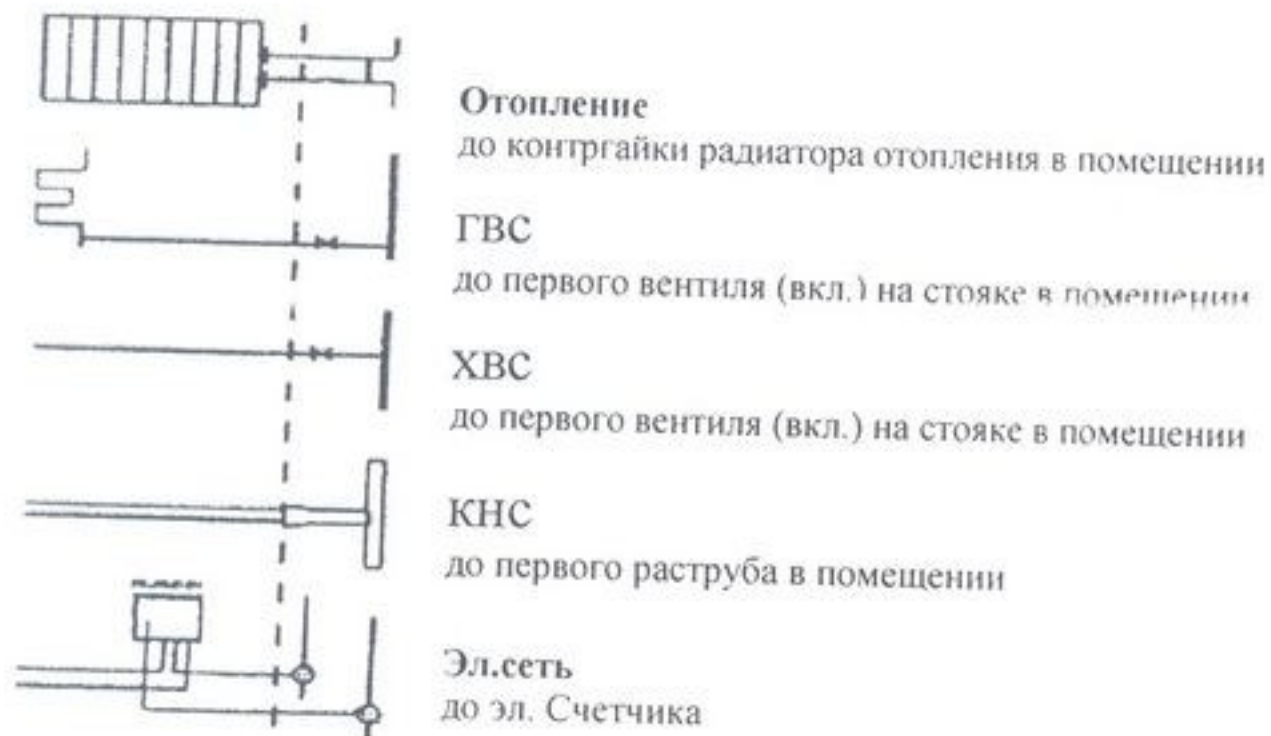 Отопление
до контргайки радиатора отопления в помещении
ГВС
до первого вентиля (вкл.) на стояке в помещении
ХВС
до первого вентиля (вкл.) на стояке в помещении
КНС
до первого раструба в помещении
Эл.сеть
до эл. Счетчика